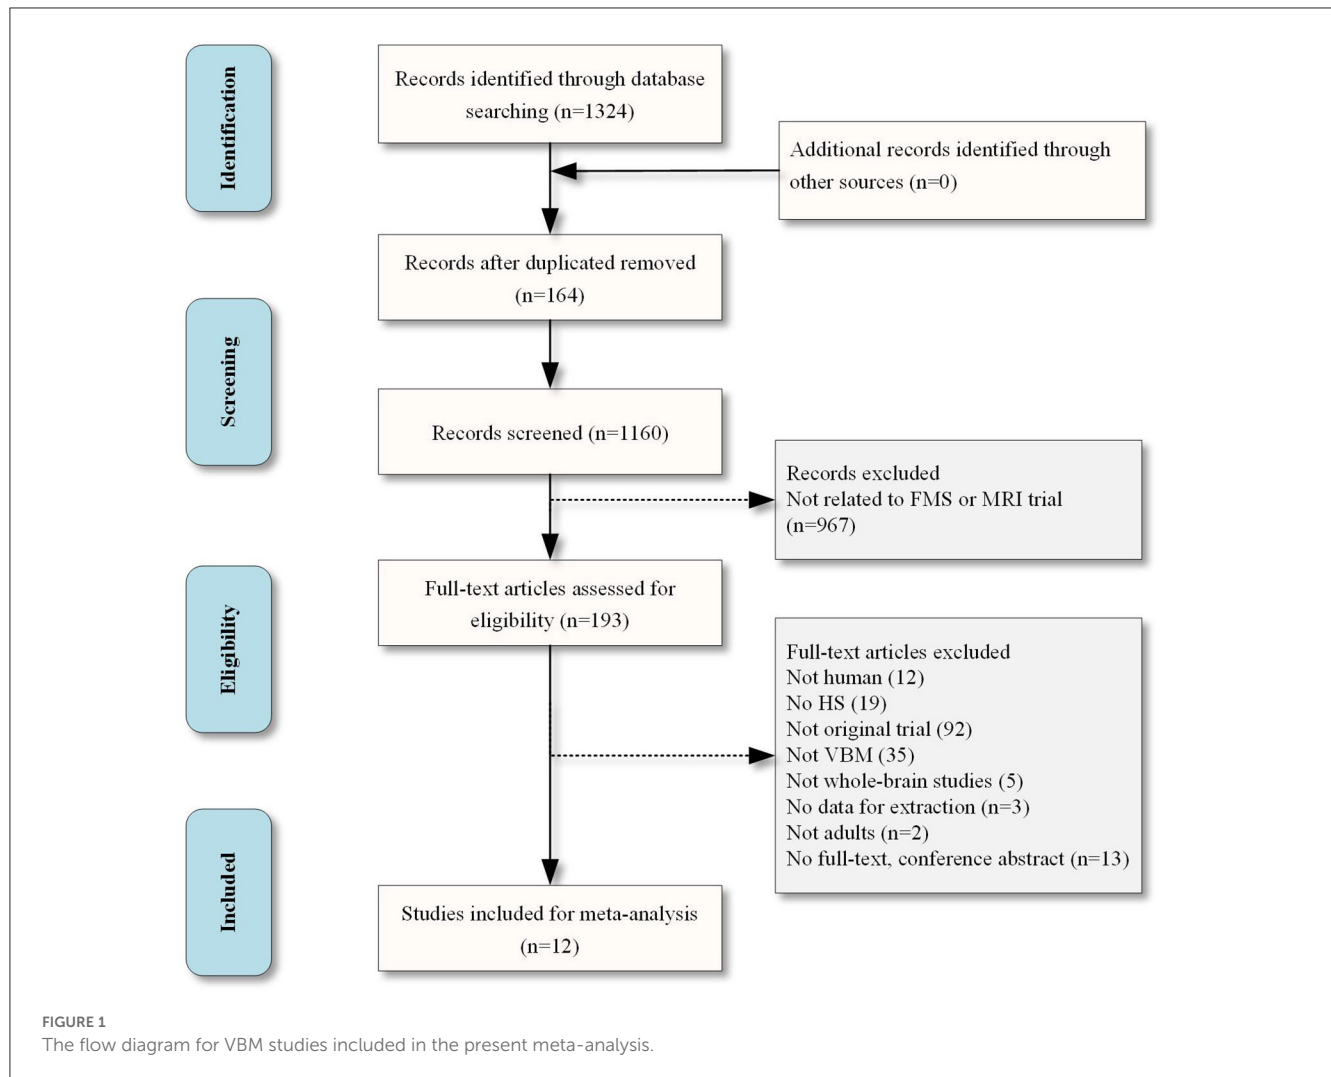 Identification
Records identified through database
searching (n=1324)
Additional records identified through
other sources (n=0)
Records after duplicated removed
(n=164)
Screening
Records screened (n=1160)
Records excluded
Not related to FMS or MRI trial
(n=967)
Eligibility
Full-text articles assessed for
eligibility (n=193)
Full-text articles excluded
Not human (12)
No HS (19)
Not original trial (92)
Not VBM (35)
Not whole-brain studies (5)
No data for extraction (n=3)
Not adults (n=2)
No full-text, conference abstract (n=13)
Included
Studies included for meta-analysis
(n=12)
FIGURE 1
The flow diagram for VBM studies included in the present meta-analysis.